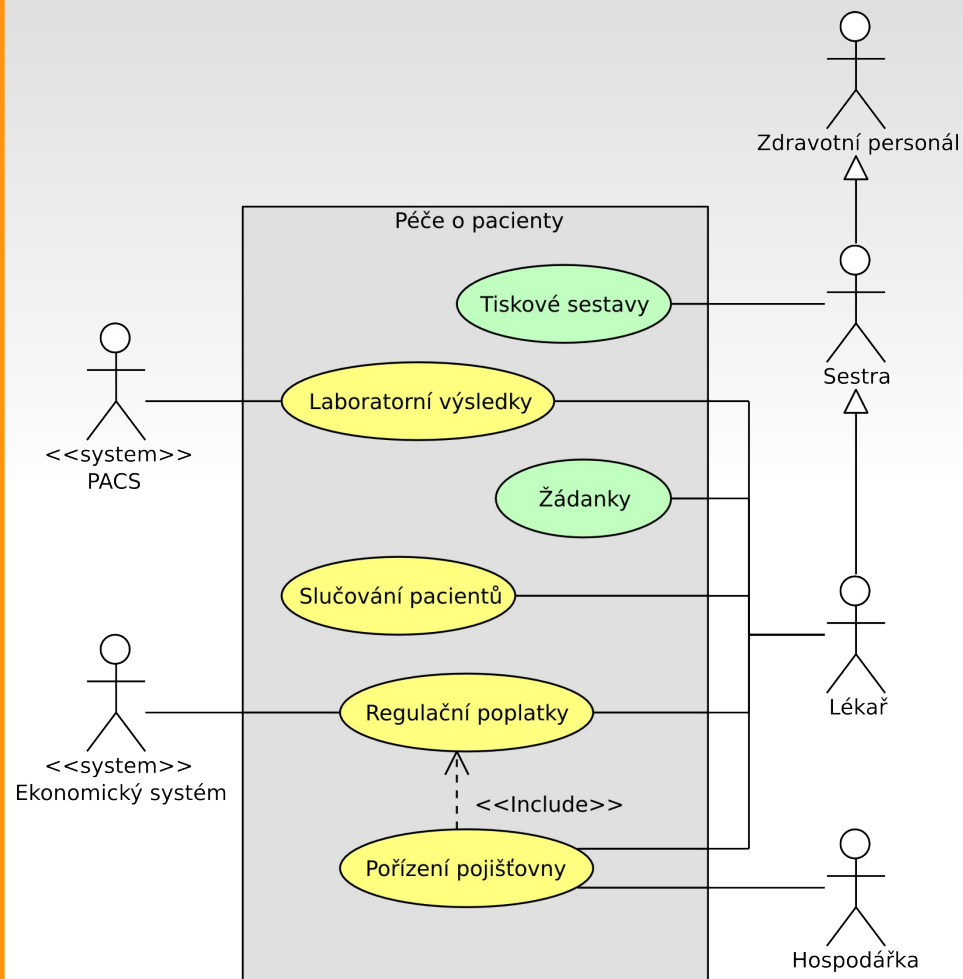 Zdravotní personál
Péče o pacienty
Tiskové sestavy
Sestra
Laboratorní výsledky
<<system>>
PACS
Žádanky
Slučování pacientů
Lékař
Regulační poplatky
<<system>>
Ekonomický systém
<<Include>>
Pořízení pojišťovny
Hospodářka